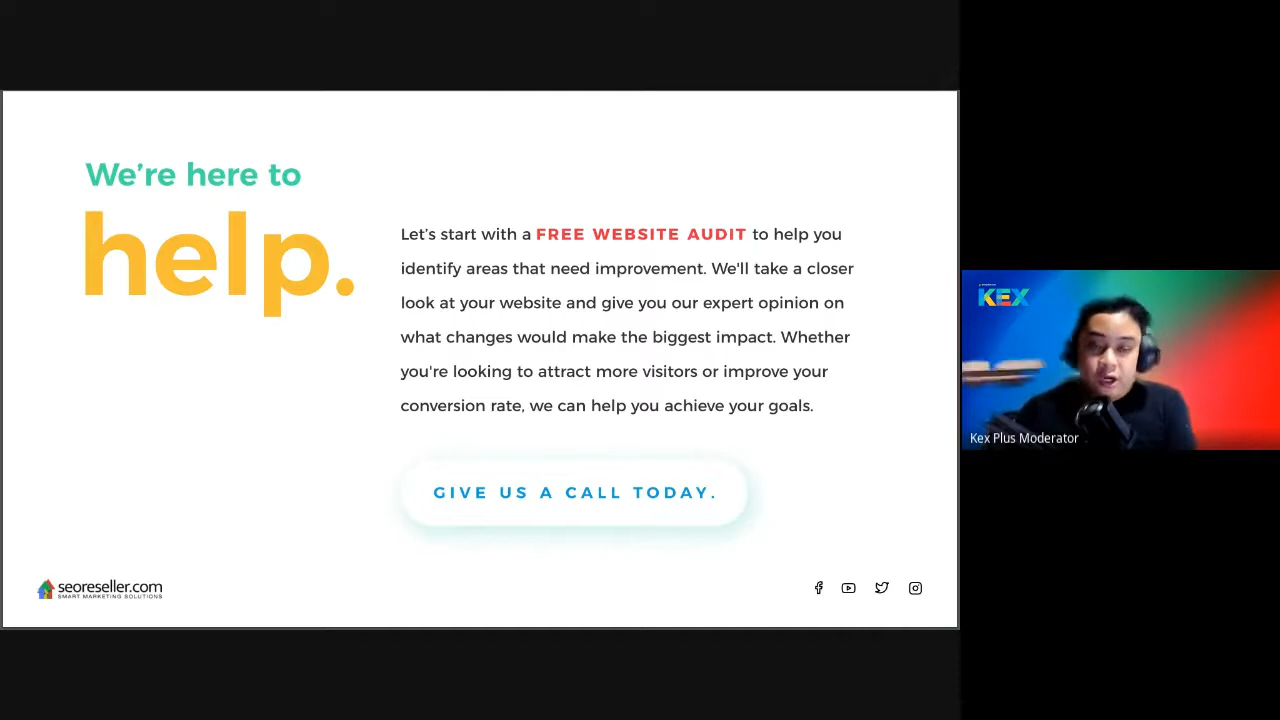 We're here to
help.
Let's start with a FREE WEBSITE AUDIT to help you
identify areas that need improvement. We'll take a closer
look at your website and give you our expert opinion on
what changes would make the biggest impact. Whether
you're looking to attract more visitors or improve your
conversion rate, we can help you achieve your goals.
GIVE US A CALL TODAY.
seoreseller.com
SMART MARKETING SOLUTIONS
KEX
Kex Plus Moderator